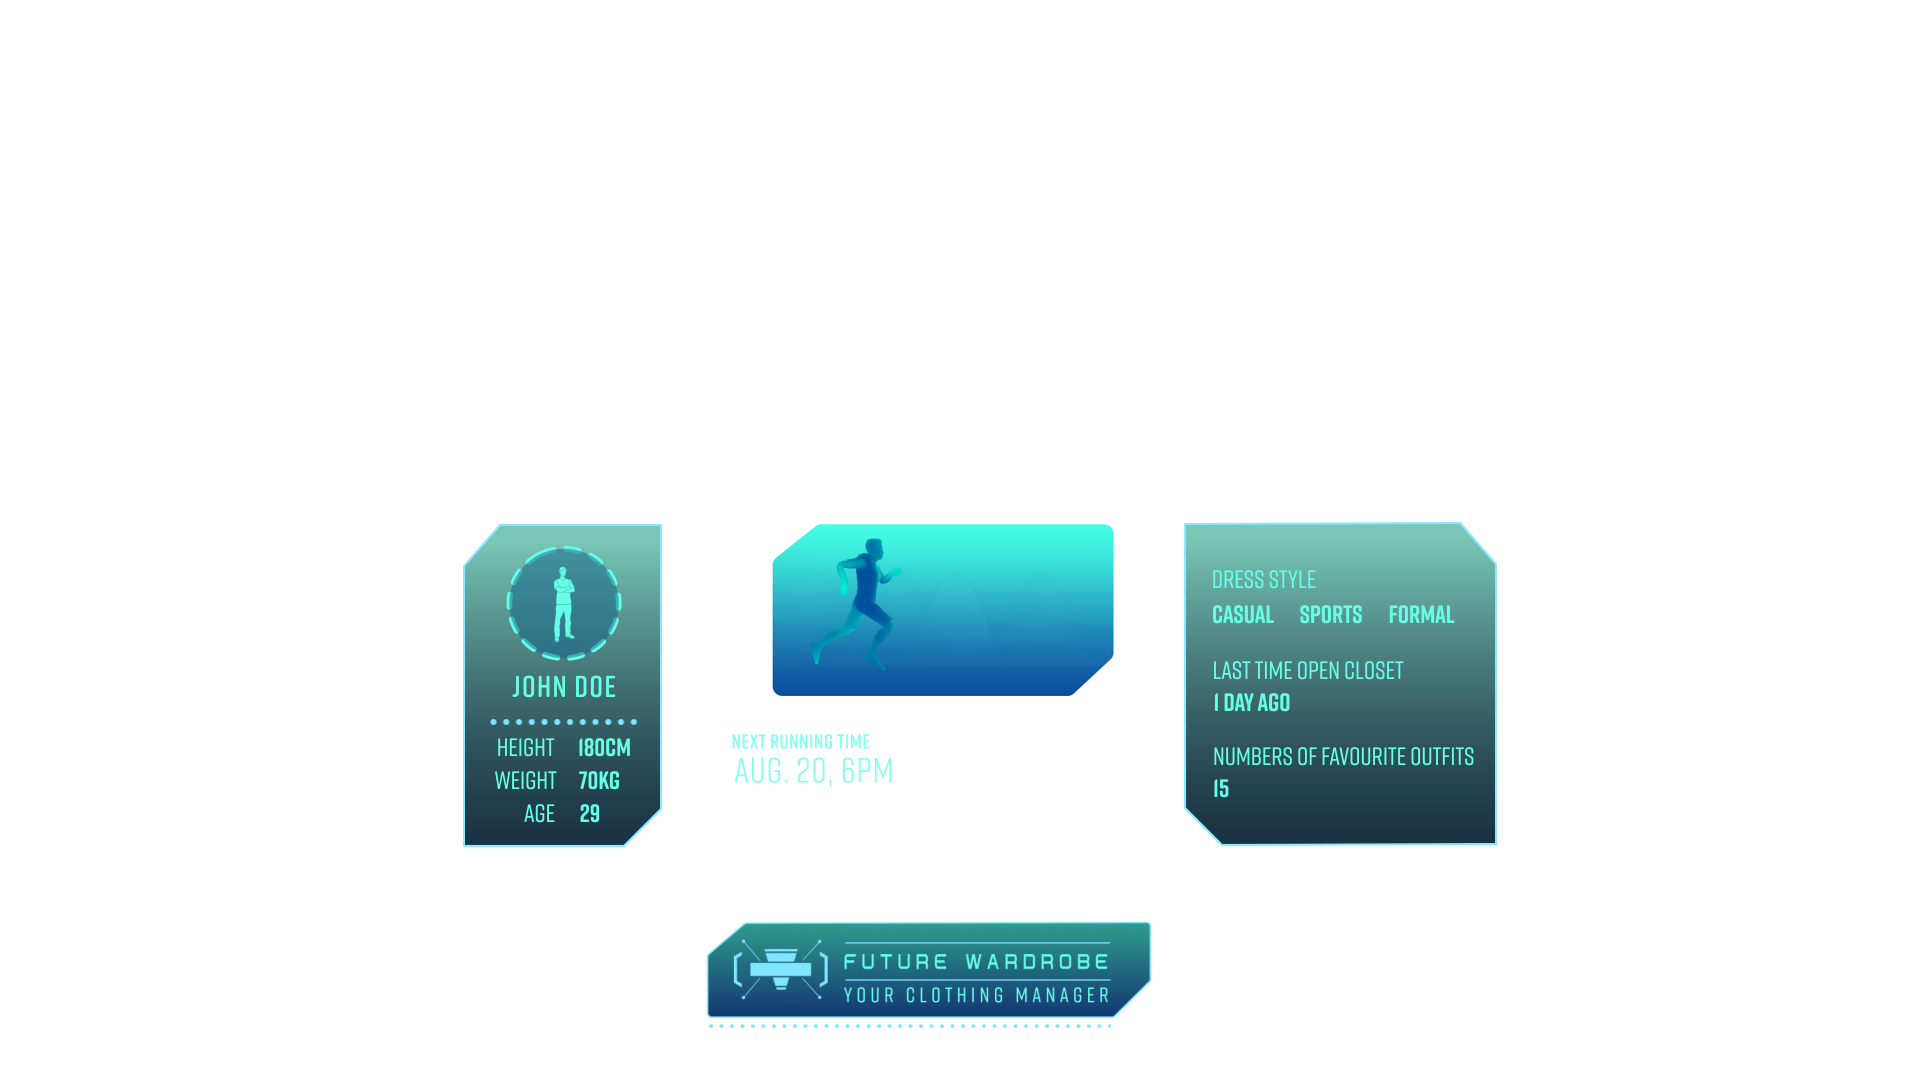 JOHN DOE
HEIGHT 180CM
WEIGHT 70KG
AGE 29
NEXT RUNNING TIME
AUG. 20, 6PM
DRESS STYLE
CASUAL SPORTS FORMAL
LAST TIME OPEN CLOSET
1 DAY AGO
NUMBERS OF FAVOURITE OUTFITS
15
FUTURE WARDROBE
YOUR CLOTHING MANAGER